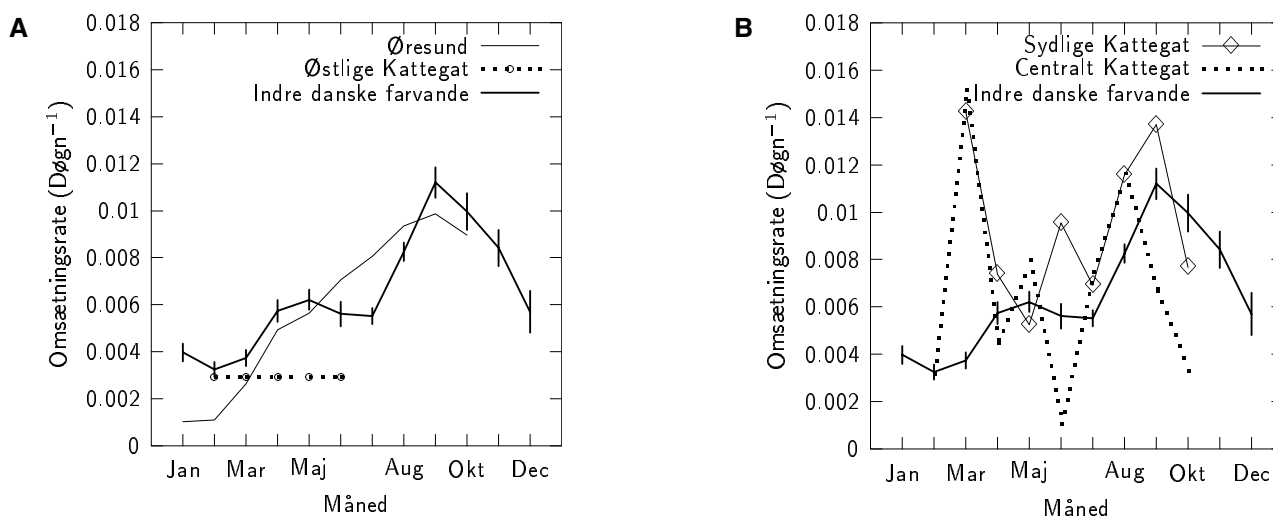 A
Omsætningsrate (Døgn⁻¹)
0.018
0.016
0.014
0.012
0.01
0.008
0.006
0.004
0.002
0
Øresund
Østlige Kattegat
Indre danske farvande
Jan Mar Maj Aug Okt Dec
Måned
B
Omsætningsrate (Døgn⁻¹)
0.018
0.016
0.014
0.012
0.01
0.008
0.006
0.004
0.002
0
Sydlige Kattegat
Centralt Kattegat
Indre danske farvande
Jan Mar Maj Aug Okt Dec
Måned